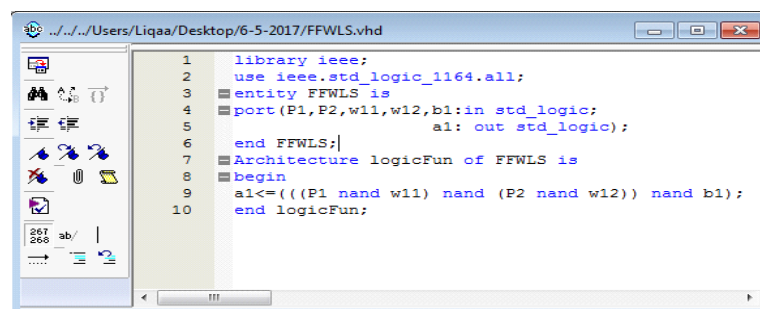 abc ../../../Users/Liqaa/Desktop/6-5-2017/FFWLS.vhd
1 library ieee;
2 use ieee.std_logic_1164.all;
3 entity FFWLS is
4 port(P1,P2,w11,w12,b1:in std_logic;
5 a1: out std_logic);
6 end FFWLS;
7 Architecture logicFun of FFWLS is
8 begin
9 a1<=(((P1 nand w11) nand (P2 nand w12)) nand b1);
10 end logicFun;
267
268 ab/